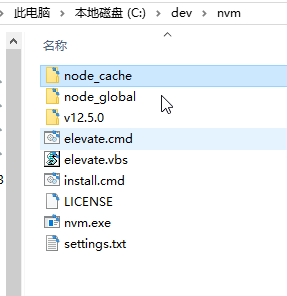 此电脑 > 本地磁盘 (C:) > dev > nvm
名称
node_cache
node_global
v12.5.0
elevate.cmd
elevate.vbs
install.cmd
LICENSE
nvm.exe
settings.txt